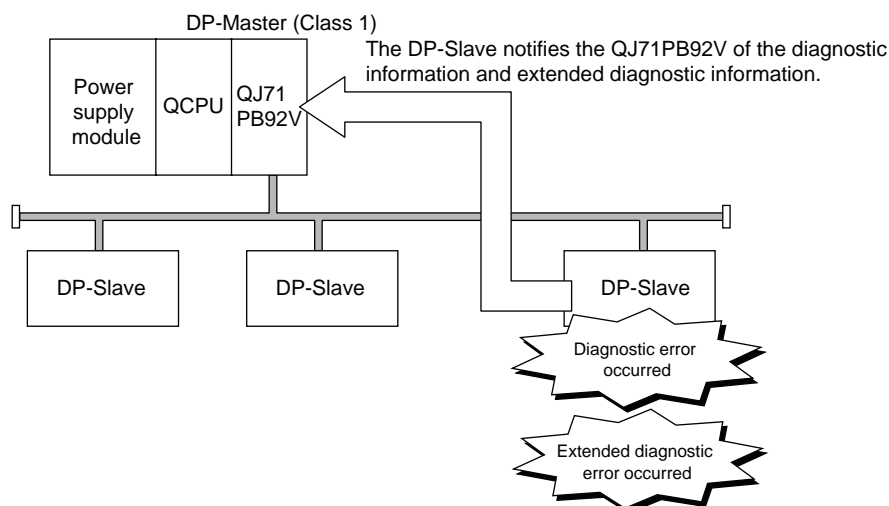 DP-Master (Class 1)
The DP-Slave notifies the QJ71PB92V of the diagnostic
information and extended diagnostic information.
Power
supply
module
QCPU
QJ71
PB92V
DP-Slave
DP-Slave
DP-Slave
Diagnostic error
occurred
Extended diagnostic
error occurred